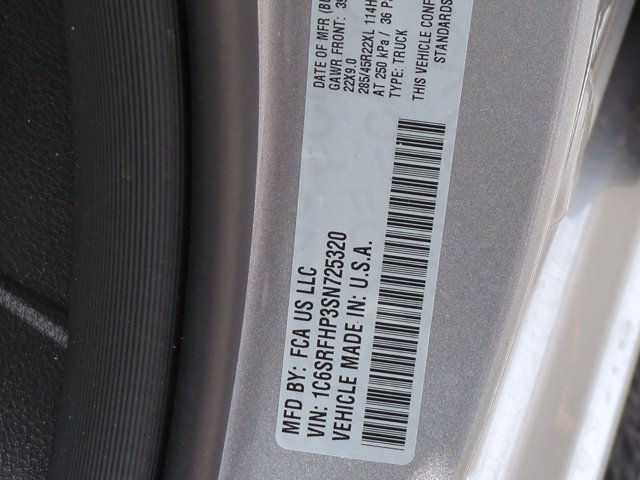 MFD BY: FCA US LLC
VIN: 1C6SRFHP3SN725320
VEHICLE MADE IN: U.S.A.
DATE OF MFR
GAWR FRONT:
22X9.0
285/45R22XL 114H
AT 250 kPa / 36
TYPE: TRUCK
THIS VEHICLE
STANDARDS